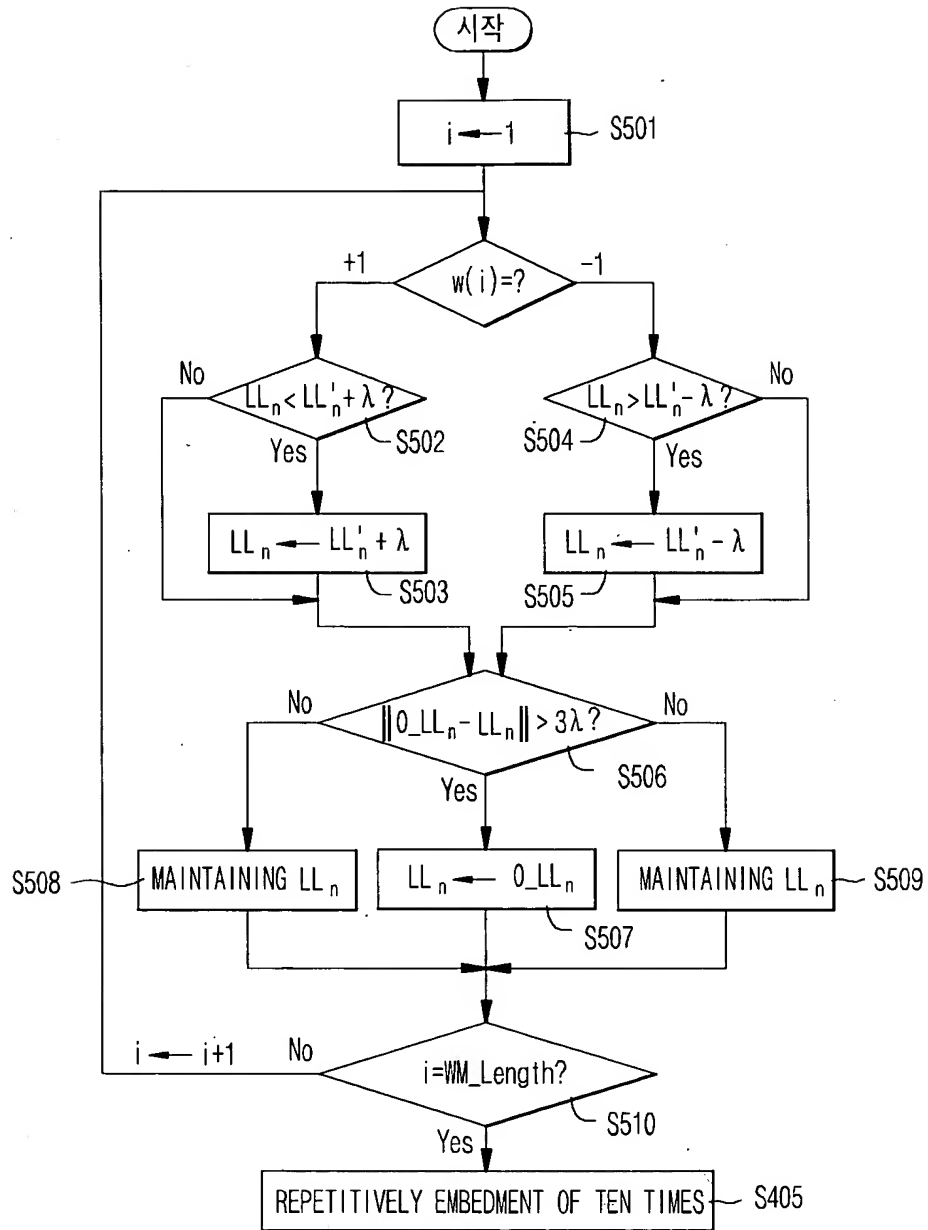 시작
i ← 1
S501
w(i)=?
+1
-1
LLₙ < LL'ₙ + λ ?
No
Yes
S502
LLₙ > LL'ₙ - λ ?
No
Yes
S504
LLₙ ← LL'ₙ + λ
S503
LLₙ ← LL'ₙ - λ
S505
‖0_LLₙ - LLₙ‖ > 3λ ?
No
No
Yes
S506
S508
MAINTAINING LLₙ
LLₙ ← 0_LLₙ
S507
MAINTAINING LLₙ
S509
i ← i+1
No
i=WM_Length?
S510
Yes
REPETITIVELY EMBEDMENT OF TEN TIMES
S405